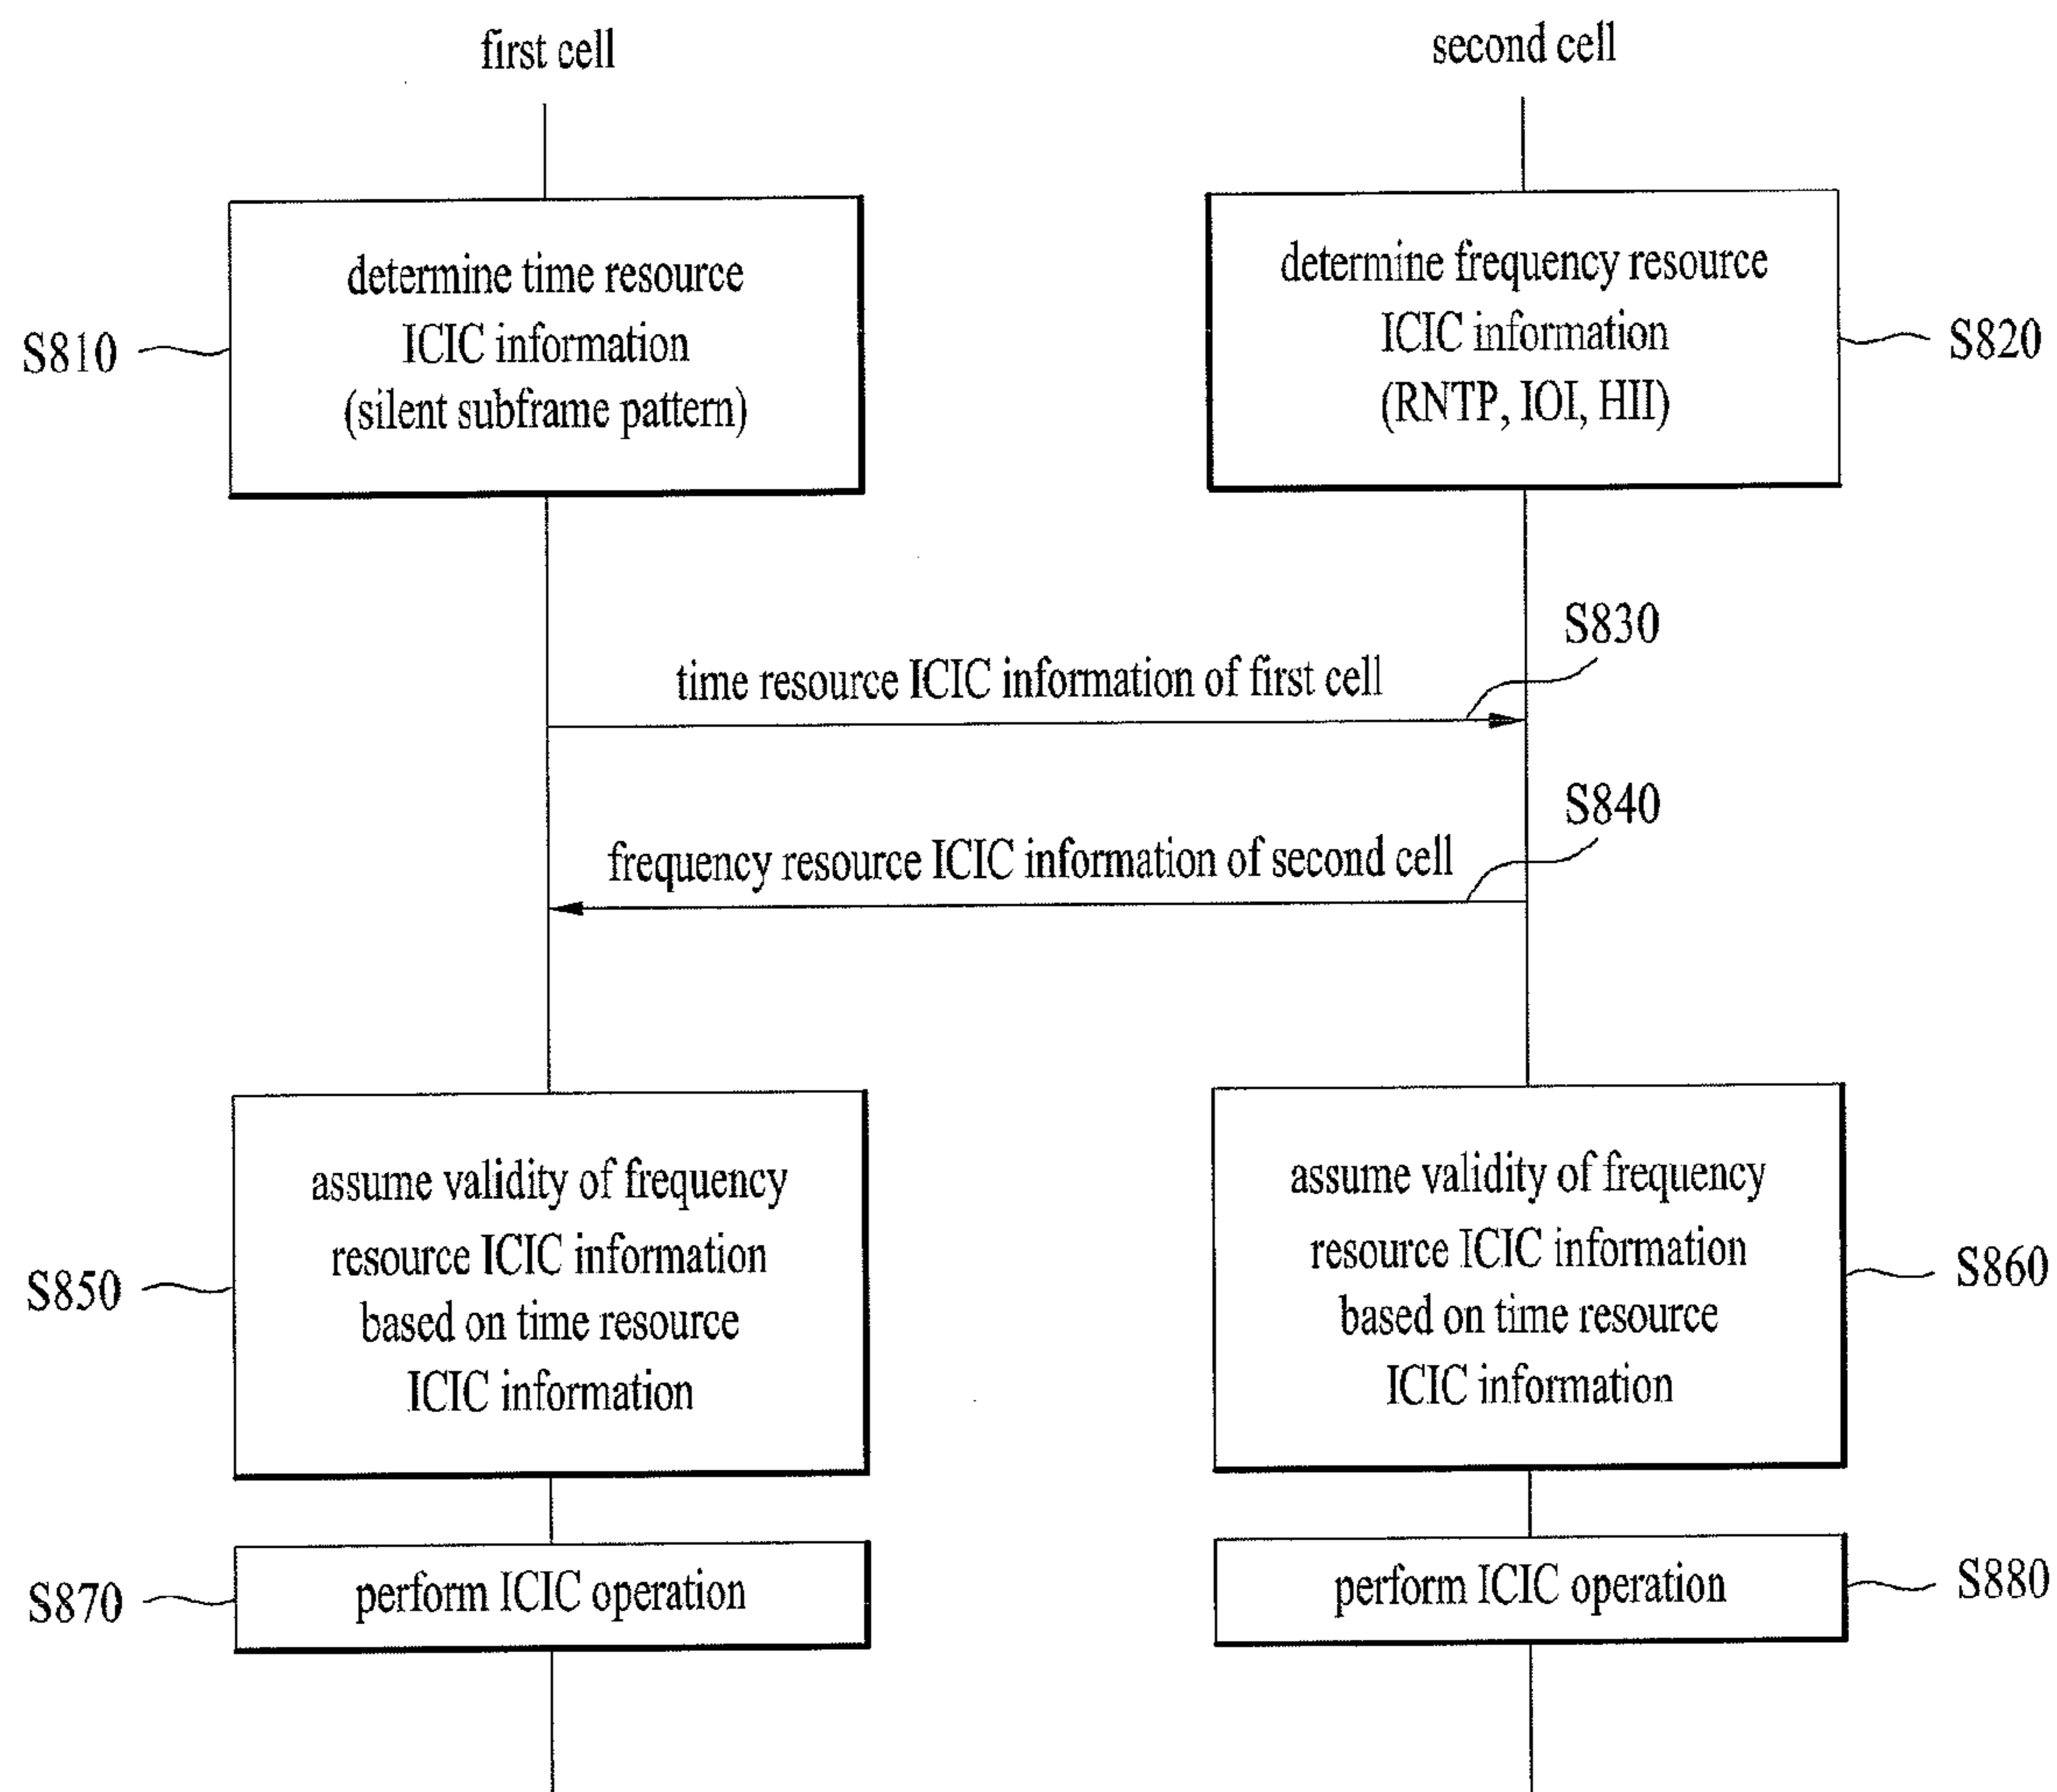 first cell
second cell
determine time resource
ICIC information
(silent subframe pattern)
S810
determine frequency resource
ICIC information
(RNTP, IOI, HII)
S820
S830
time resource ICIC information of first cell
S840
frequency resource ICIC information of second cell
assume validity of frequency
resource ICIC information
based on time resource
ICIC information
S850
assume validity of frequency
resource ICIC information
based on time resource
ICIC information
S860
S870
perform ICIC operation
perform ICIC operation
S880